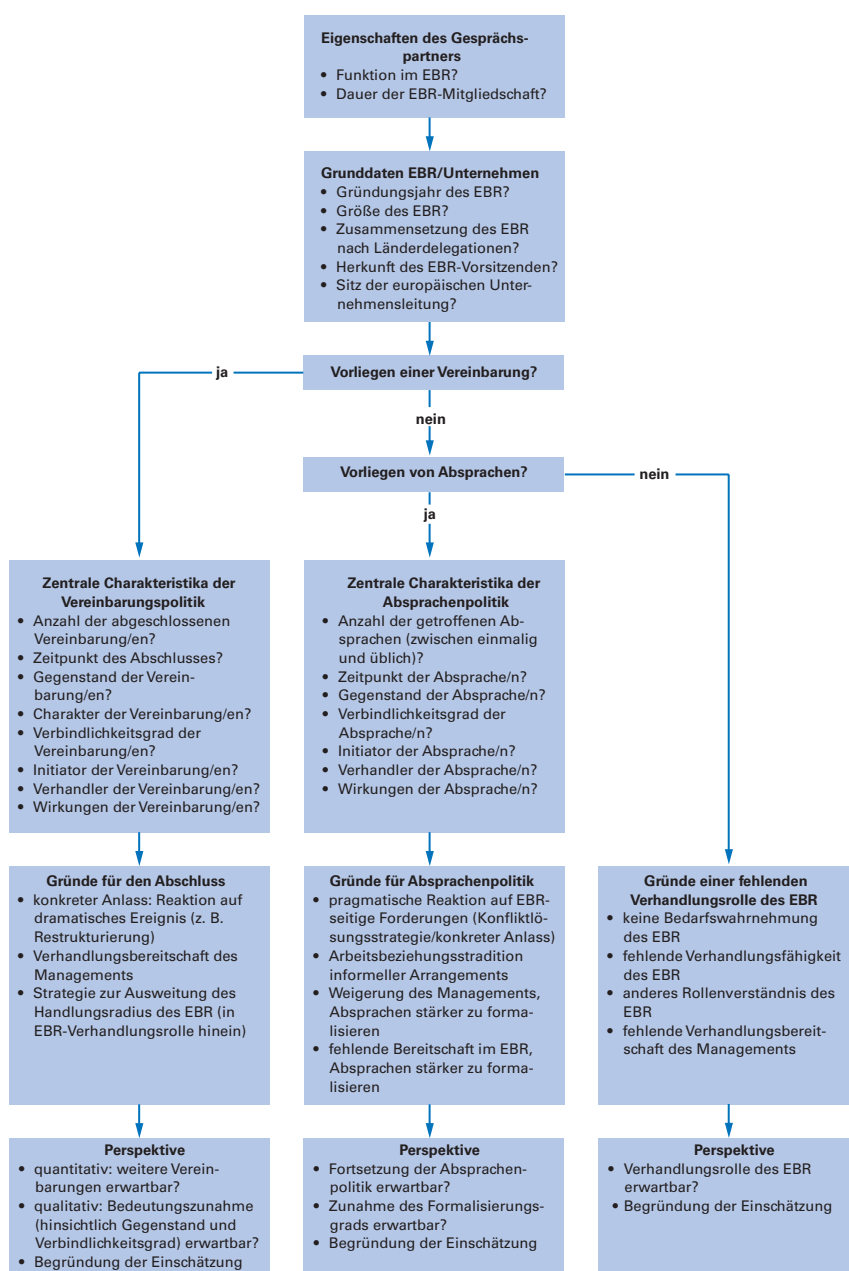 Eigenschaften des Gesprächs-
partners
• Funktion im EBR?
• Dauer der EBR-Mitgliedschaft?
Grunddaten EBR/Unternehmen
• Gründungsjahr des EBR?
• Größe des EBR?
• Zusammensetzung des EBR
nach Länderdelegationen?
• Herkunft des EBR-Vorsitzenden?
• Sitz der europäischen Unter-
nehmensleitung?
ja
Vorliegen einer Vereinbarung?
nein
Vorliegen von Absprachen?
nein
ja
Zentrale Charakteristika der
Vereinbarungspolitik
• Anzahl der abgeschlossenen
Vereinbarung/en?
• Zeitpunkt des Abschlusses?
• Gegenstand der Verein-
barung/en?
• Charakter der Vereinbarung/en?
• Verbindlichkeitsgrad der
Vereinbarung/en?
• Initiator der Vereinbarung/en?
• Verhandler der Vereinbarung/en?
• Wirkungen der Vereinbarung/en?
Zentrale Charakteristika der
Absprachenpolitik
• Anzahl der getroffenen Ab-
sprachen (zwischen einmalig
und üblich)?
• Zeitpunkt der Absprache/n?
• Gegenstand der Absprache/n?
• Verbindlichkeitsgrad der
Absprache/n?
• Initiator der Absprache/n?
• Verhandler der Absprache/n?
• Wirkungen der Absprache/n?
Gründe für den Abschluss
• konkreter Anlass: Reaktion auf
dramatisches Ereignis (z. B.
Restrukturierung)
• Verhandlungsbereitschaft des
Managements
• Strategie zur Ausweitung des
Handlungsradius des EBR (in
EBR-Verhandlungsrolle hinein)
Gründe für Absprachenpolitik
• pragmatische Reaktion auf EBR-
seitige Forderungen (Konfliktlö-
sungsstrategie/konkreter Anlass)
• Arbeitsbeziehungsstradition
informeller Arrangements
• Weigerung des Managements,
Absprachen stärker zu forma-
lisieren
• fehlende Bereitschaft im EBR,
Absprachen stärker zu forma-
lisieren
Gründe einer fehlenden
Verhandlungsrolle des EBR
• keine Bedarfswahrnehmung
des EBR
• fehlende Verhandlungsfähigkeit
des EBR
• anderes Rollenverständnis des
EBR
• fehlende Verhandlungsbereit-
schaft des Managements
Perspektive
• quantitativ: weitere Verein-
barungen erwartbar?
• qualitativ: Bedeutungszunahme
(hinsichtlich Gegenstand und
Verbindlichkeitsgrad) erwartbar?
• Begründung der Einschätzung
Perspektive
• Fortsetzung der Absprachen-
politik erwartbar?
• Zunahme des Formalisierungs-
grads erwartbar?
• Begründung der Einschätzung
Perspektive
• Verhandlungsrolle des EBR
erwartbar?
• Begründung der Einschätzung